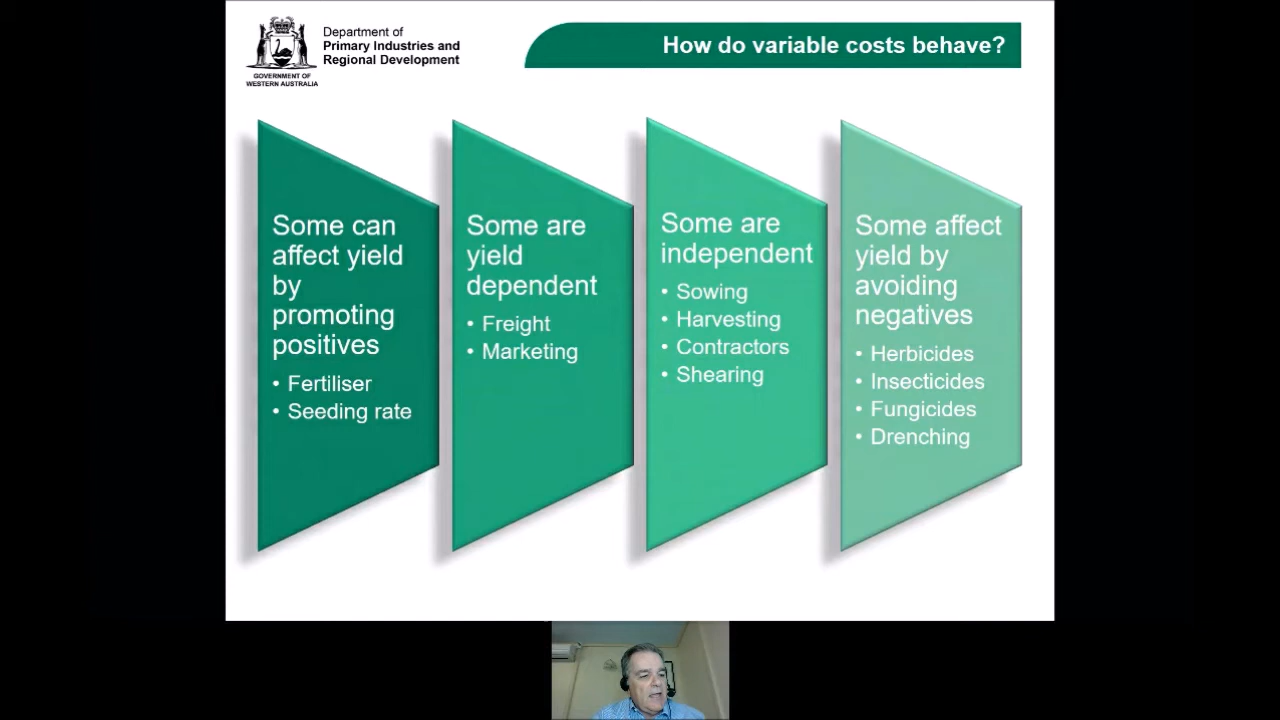 Department of
Primary Industries and
Regional Development
GOVERNMENT OF
WESTERN AUSTRALIA
How do variable costs behave?
Some can
affect yield
by
promoting
positives
• Fertiliser
• Seeding rate
Some are
yield
dependent
• Freight
• Marketing
Some are
independent
• Sowing
• Harvesting
• Contractors
• Shearing
Some affect
yield by
avoiding
negatives
• Herbicides
• Insecticides
• Fungicides
• Drenching